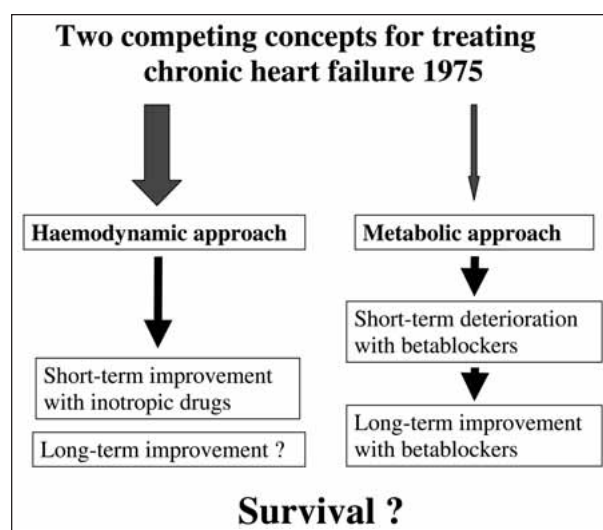 Two competing concepts for treating
chronic heart failure 1975
Haemodynamic approach
Short-term improvement
with inotropic drugs
Long-term improvement ?
Metabolic approach
Short-term deterioration
with betablockers
Long-term improvement
with betablockers
Survival ?